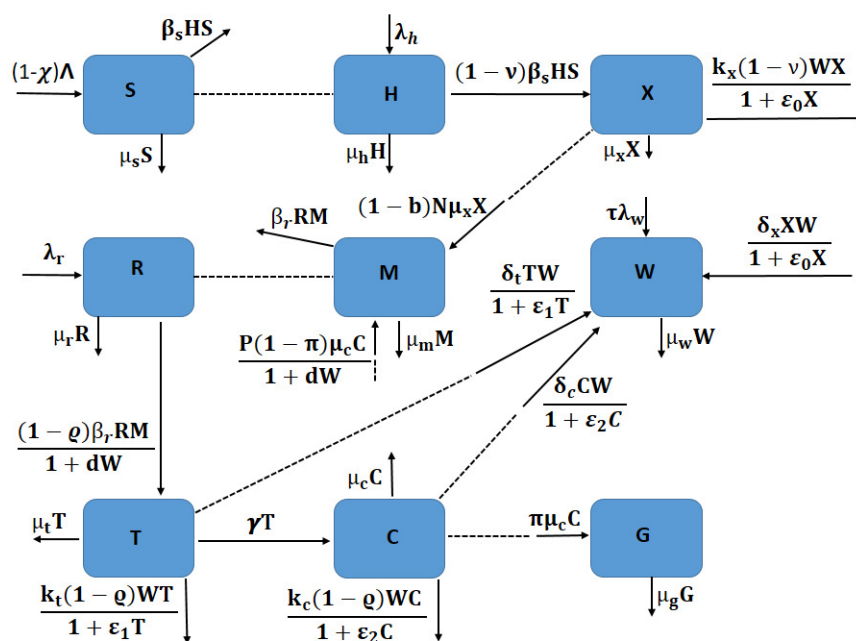 (1-χ)Λ
S
β_sHS
μ_sS
λ_h
H
μ_hH
(1 − ν)β_sHS
X
k_x(1 − ν)WX
1 + ε_0X
μ_xX
(1 − b)Nμ_xX
λ_r
R
μ_rR
β_rRM
M
P(1 − π)μ_cC
1 + dW
μ_mM
τλ_w
W
μ_wW
δ_xXW
1 + ε_0X
δ_tTW
1 + ε_1T
δ_cCW
1 + ε_2C
(1 − ϱ)β_rRM
1 + dW
μ_tT
T
γT
k_t(1 − ϱ)WT
1 + ε_1T
μ_cC
C
k_c(1 − ϱ)WC
1 + ε_2C
πμ_cC
G
μ_gG